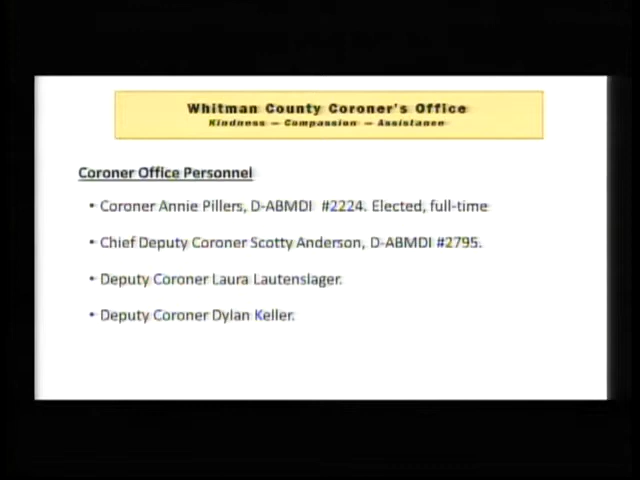 Whitman County Coroner's Office
Kindness — Compassion — Assistance
Coroner Office Personnel
• Coroner Annie Pillers, D-ABMDI #2224. Elected, full-time
• Chief Deputy Coroner Scotty Anderson, D-ABMDI #2795.
• Deputy Coroner Laura Lautenslager.
• Deputy Coroner Dylan Keller.